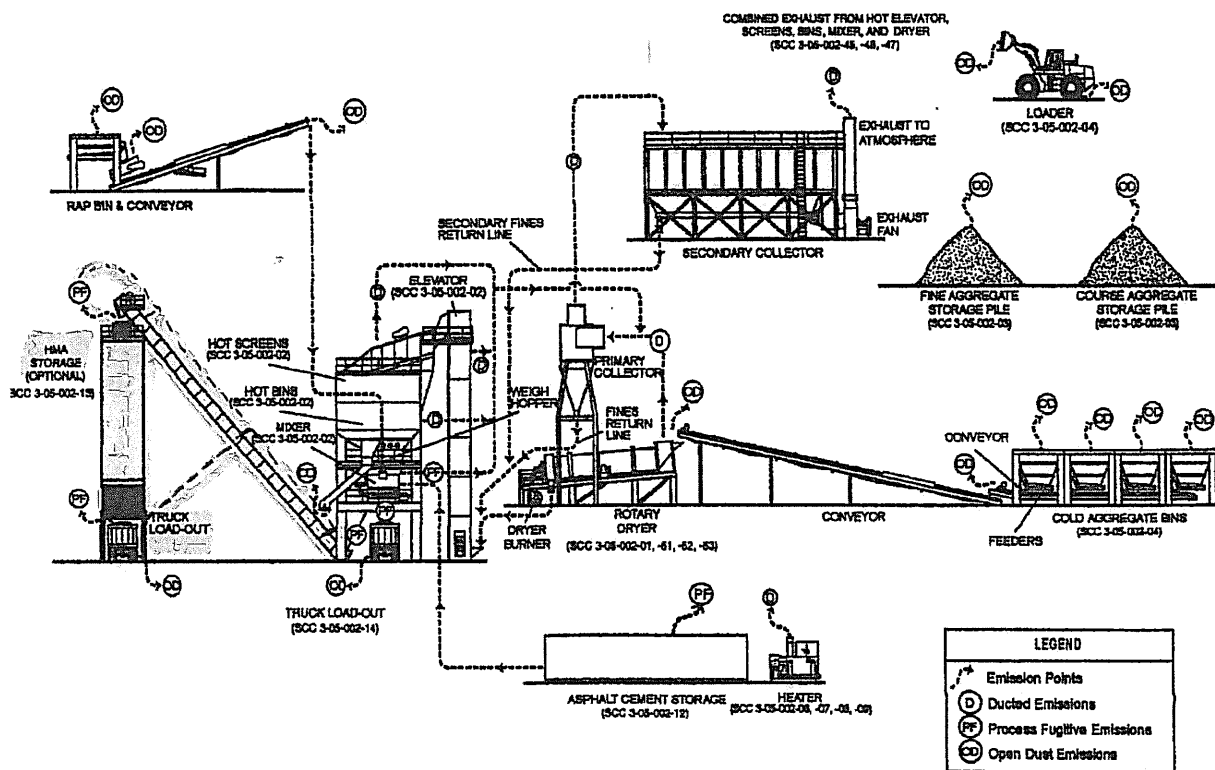 COMBINED EXHAUST FROM HOT ELEVATOR,
SCREENS, BINS, MIXER, AND DRYER
(SCC 3-05-002-45, -46, -47)
D
OD
OD
LOADER
(SCC 3-05-002-04)
OD
OD
OD
RAP BIN & CONVEYOR
D
EXHAUST TO
ATMOSPHERE
EXHAUST
FAN
SECONDARY COLLECTOR
SECONDARY FINES
RETURN LINE
OD
OD
FINE AGGREGATE
STORAGE PILE
(SCC 3-05-002-03)
COURSE AGGREGATE
STORAGE PILE
(SCC 3-05-002-03)
PF
D
ELEVATOR
(SCC 3-05-002-02)
HMA
STORAGE
(OPTIONAL)
SCC 3-05-002-13)
HOT SCREENS
(SCC 3-05-002-02)
D
D
PRIMARY
COLLECTOR
HOT BINS
(SCC 3-05-002-02)
WEIGH
HOPPER
D
MIXER
(SCC 3-05-002-02)
FINES
RETURN
LINE
OD
PF
OD
CONVEYOR
OD
OD
OD
OD
OD
PF
TRUCK
LOAD-OUT
PF
PF
D
DRYER
BURNER
ROTARY
DRYER
(SCC 3-05-002-01, -51, -52, -53)
CONVEYOR
FEEDERS
COLD AGGREGATE BINS
(SCC 3-05-002-04)
OD
OD
TRUCK LOAD-OUT
(SCC 3-05-002-14)
PF
D
ASPHALT CEMENT STORAGE
(SCC 3-05-002-12)
HEATER
(SCC 3-05-002-06, -07, -08, -09)
LEGEND
Emission Points
D Ducted Emissions
PF Process Fugitive Emissions
OD Open Dust Emissions